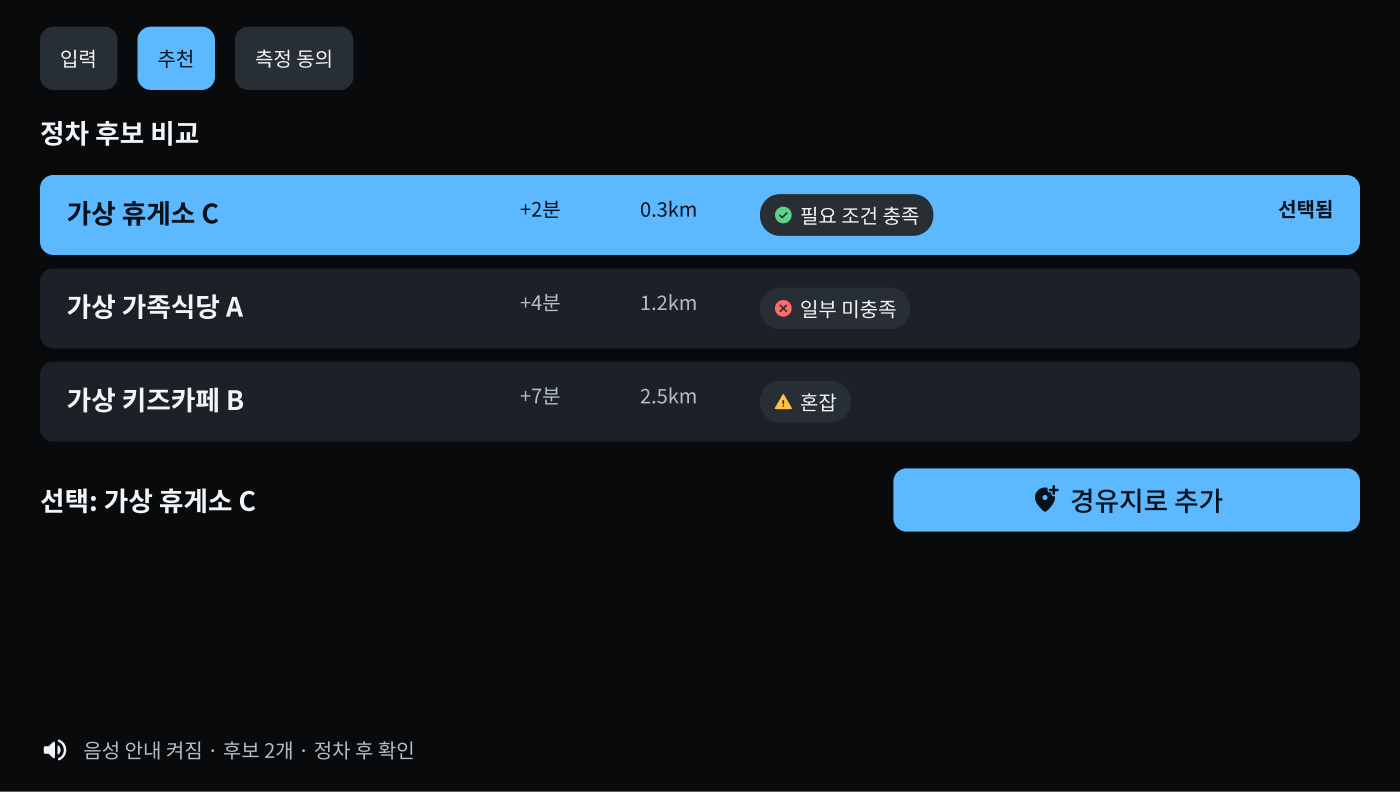 입력 추천 측정 동의
정차 후보 비교
가상 휴게소 C +2분 0.3km 필요 조건 충족 선택됨
가상 가족식당 A +4분 1.2km 일부 미충족
가상 키즈카페 B +7분 2.5km 혼잡
선택: 가상 휴게소 C 경유지로 추가
음성 안내 켜짐 · 후보 2개 · 정차 후 확인